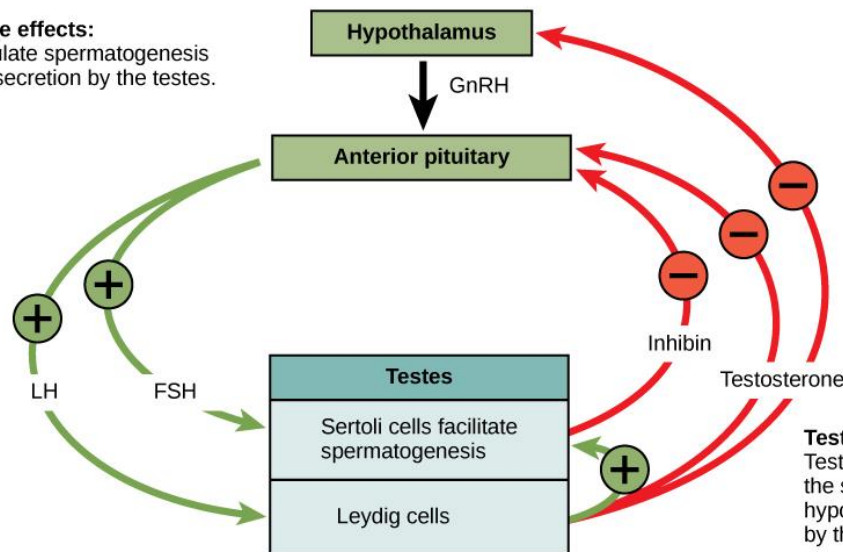 e effects:
ulate spermatogenesis
secretion by the testes.
Hypothalamus
GnRH
Anterior pituitary
LH
FSH
Inhibin
Testosterone
Testes
Sertoli cells facilitate
spermatogenesis
Leydig cells
Test
Test
the s
hypo
by th